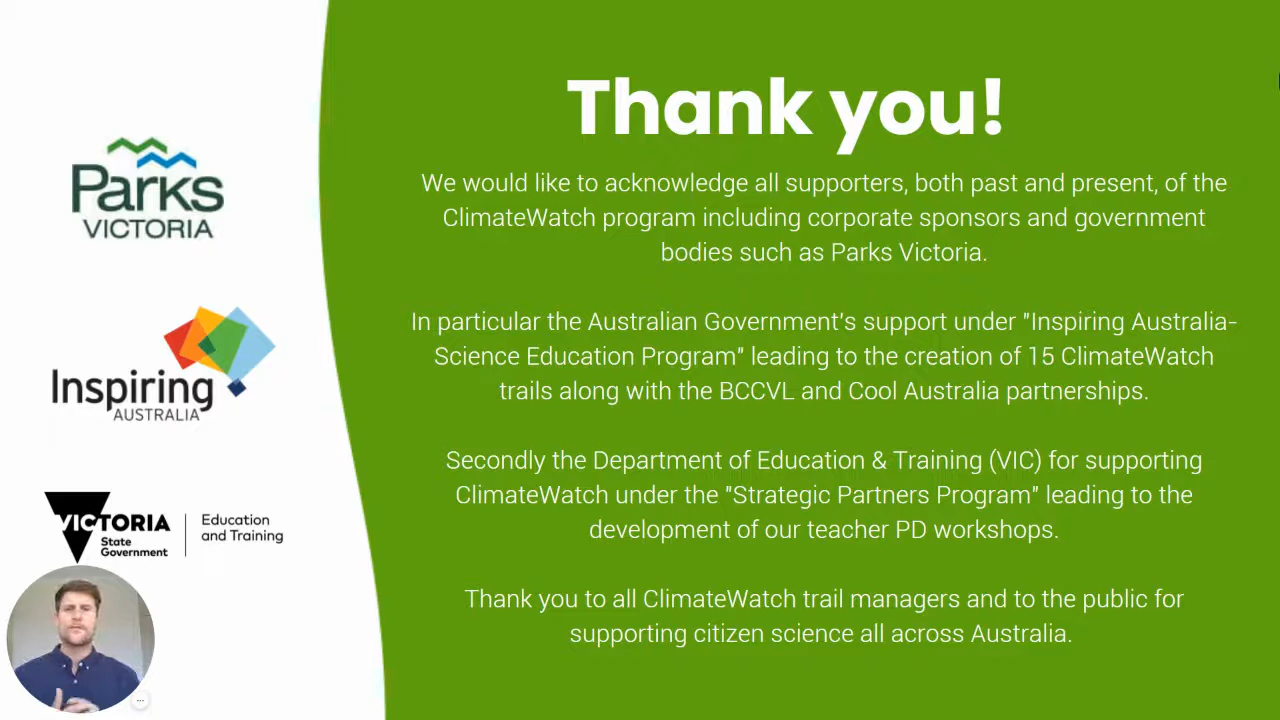 Thank you!
We would like to acknowledge all supporters, both past and present, of the
ClimateWatch program including corporate sponsors and government
bodies such as Parks Victoria.
In particular the Australian Government's support under "Inspiring Australia-
Science Education Program" leading to the creation of 15 ClimateWatch
trails along with the BCCVL and Cool Australia partnerships.
Secondly the Department of Education & Training (VIC) for supporting
ClimateWatch under the "Strategic Partners Program" leading to the
development of our teacher PD workshops.
Thank you to all ClimateWatch trail managers and to the public for
supporting citizen science all across Australia.
Parks
VICTORIA
Inspiring
AUSTRALIA
VICTORIA
State
Government
Education
and Training